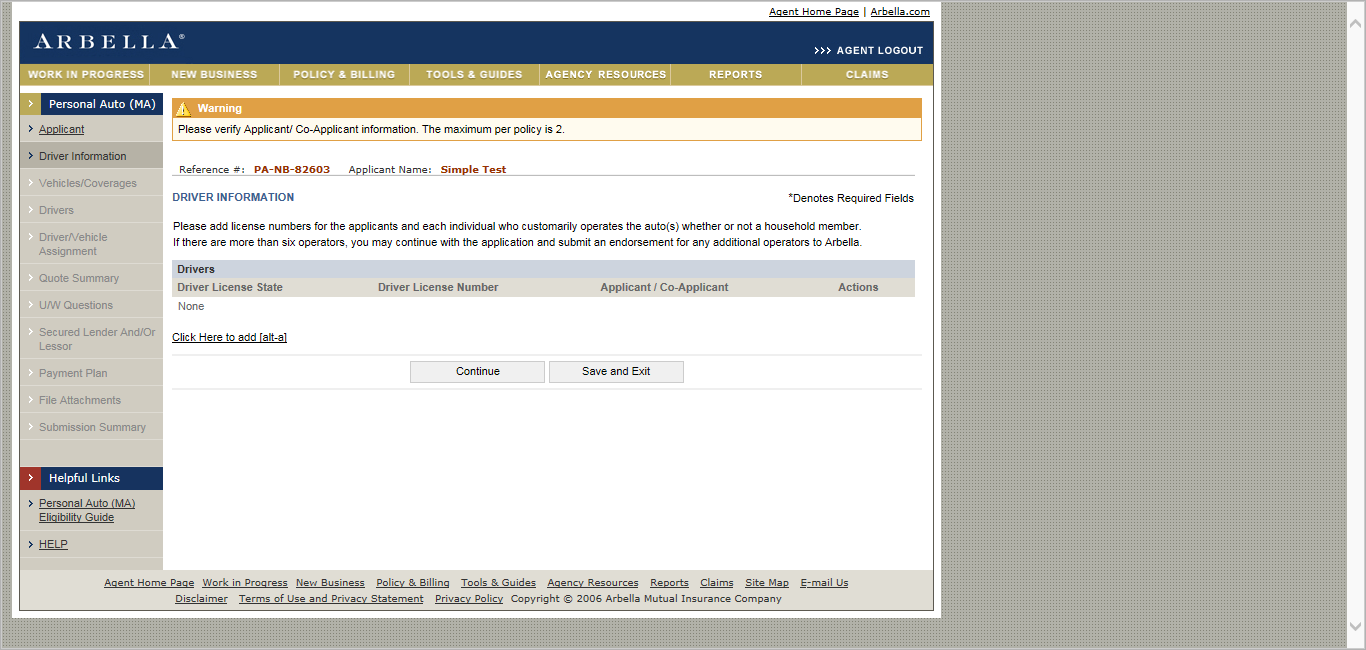 Agent Home Page | Arbella.com
ARBELLA®
>>> AGENT LOGOUT
WORK IN PROGRESS NEW BUSINESS POLICY & BILLING TOOLS & GUIDES AGENCY RESOURCES REPORTS CLAIMS
Personal Auto (MA)
Applicant
Driver Information
Vehicles/Coverages
Drivers
Driver/Vehicle
Assignment
Quote Summary
U/W Questions
Secured Lender And/Or
Lessor
Payment Plan
File Attachments
Submission Summary
Helpful Links
Personal Auto (MA)
Eligibility Guide
HELP
Warning
Please verify Applicant/ Co-Applicant information. The maximum per policy is 2.
Reference #: PA-NB-82603 Applicant Name: Simple Test
DRIVER INFORMATION
*Denotes Required Fields
Please add license numbers for the applicants and each individual who customarily operates the auto(s) whether or not a household member.
If there are more than six operators, you may continue with the application and submit an endorsement for any additional operators to Arbella.
Drivers
Driver License State Driver License Number Applicant / Co-Applicant Actions
None
Click Here to add [alt-a]
Continue Save and Exit
Agent Home Page Work in Progress New Business Policy & Billing Tools & Guides Agency Resources Reports Claims Site Map E-mail Us
Disclaimer Terms of Use and Privacy Statement Privacy Policy Copyright © 2006 Arbella Mutual Insurance Company